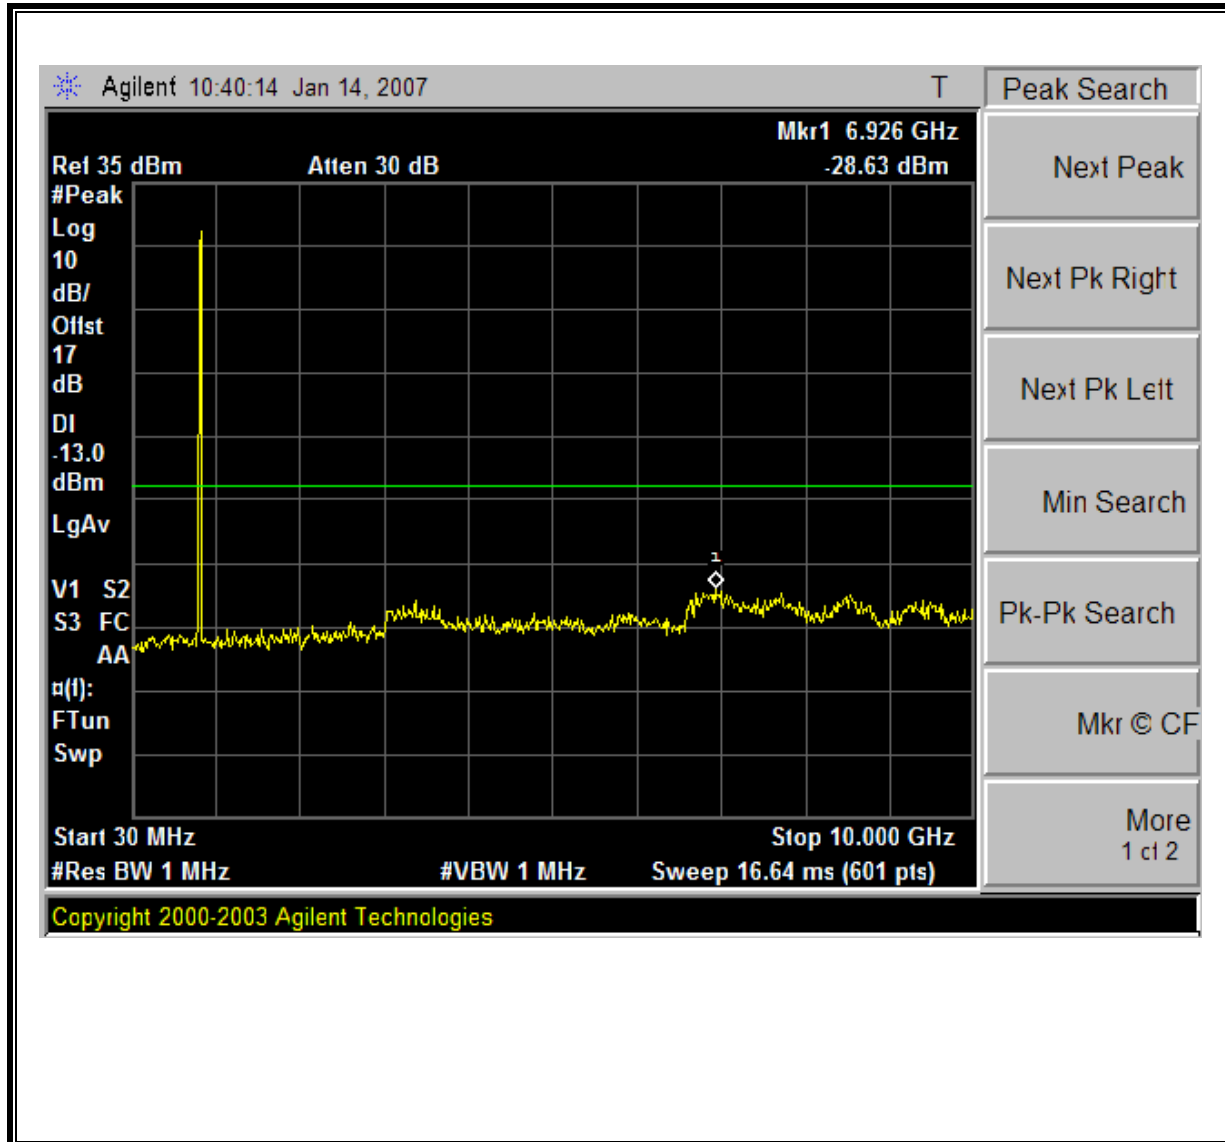 Agilent 10:40:14 Jan 14, 2007 T
Peak Search
Mkr1 6.926 GHz
Ref 35 dBm Atten 30 dB -28.63 dBm
#Peak
Log
10
dB/
Offst
17
dB
DI
-13.0
dBm
LgAv
V1 S2
S3 FC
AA
¤(f):
FTun
Swp
1
Start 30 MHz Stop 10.000 GHz
#Res BW 1 MHz #VBW 1 MHz Sweep 16.64 ms (601 pts)
Copyright 2000-2003 Agilent Technologies
Next Peak
Next Pk Right
Next Pk Left
Min Search
Pk-Pk Search
Mkr © CF
More
1 of 2